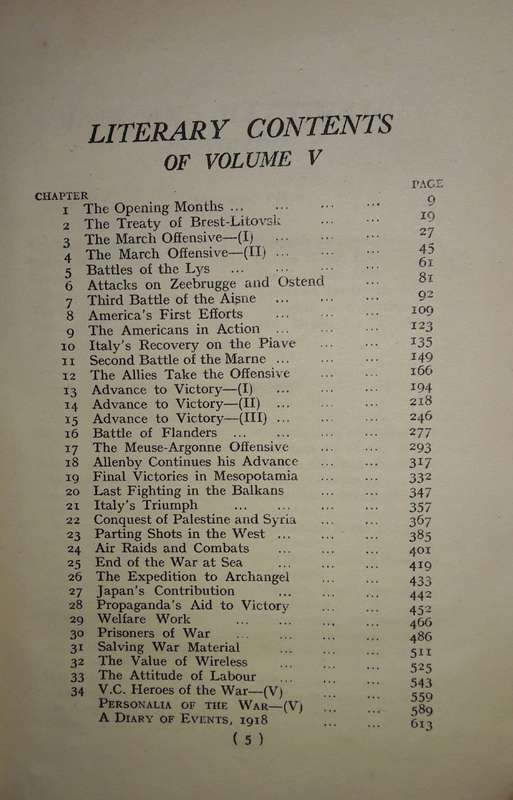 LITERARY CONTENTS
OF VOLUME V
CHAPTER PAGE
1 The Opening Months ... ... ... ... 9
2 The Treaty of Brest-Litovsk ... ... 19
3 The March Offensive—(I) ... ... ... 27
4 The March Offensive—(II) ... ... ... 45
5 Battles of the Lys ... ... ... ... 61
6 Attacks on Zeebrugge and Ostend ... 81
7 Third Battle of the Aisne ... ... ... 92
8 America's First Efforts ... ... ... 109
9 The Americans in Action ... ... ... 123
10 Italy's Recovery on the Piave ... ... 135
11 Second Battle of the Marne ... ... ... 149
12 The Allies Take the Offensive ... ... 166
13 Advance to Victory—(I) ... ... ... 194
14 Advance to Victory—(II) ... ... ... 218
15 Advance to Victory—(III) ... ... ... 246
16 Battle of Flanders ... ... ... ... 277
17 The Meuse-Argonne Offensive ... ... 293
18 Allenby Continues his Advance ... ... 317
19 Final Victories in Mesopotamia ... ... 332
20 Last Fighting in the Balkans ... ... 347
21 Italy's Triumph ... ... ... ... 357
22 Conquest of Palestine and Syria ... ... 367
23 Parting Shots in the West ... ... ... 385
24 Air Raids and Combats ... ... ... 401
25 End of the War at Sea ... ... ... 419
26 The Expedition to Archangel ... ... 433
27 Japan's Contribution ... ... ... 442
28 Propaganda's Aid to Victory ... ... 452
29 Welfare Work ... ... ... ... 466
30 Prisoners of War ... ... ... ... 486
31 Salving War Material ... ... ... 511
32 The Value of Wireless ... ... ... 525
33 The Attitude of Labour ... ... ... 543
34 V.C. Heroes of the War—(V) ... ... 559
PERSONALIA OF THE WAR—(V) ... ... 589
A DIARY OF EVENTS, 1918 ... ... 613
( 5 )